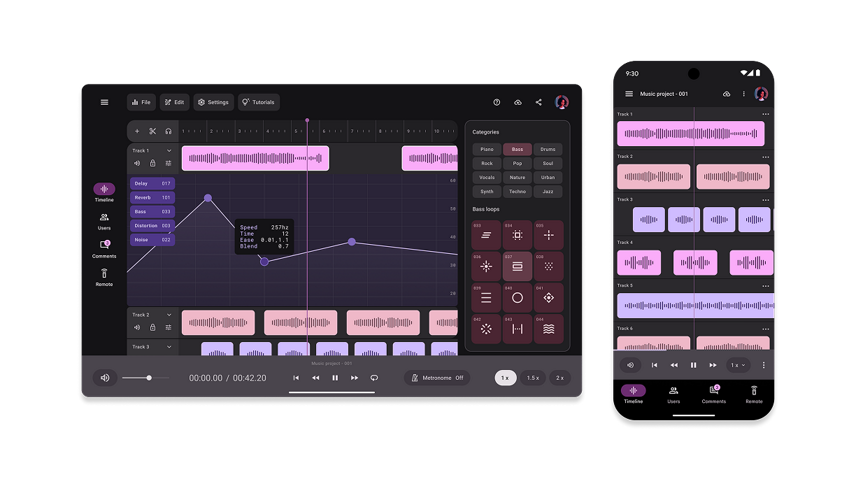 File Edit Settings Tutorials
1 2 3 4 5 6 7 8 9 10
Track 1
Delay 017
Reverb 101
Bass 033
Distortion 003
Noise 022
Speed 257hz
Time 12
Ease 0.01,1.1
Blend 0.7
Timeline
Users
3
Comments
Remote
Track 2
Track 3
Categories
Piano Bass Drums
Rock Pop Soul
Vocals Nature Urban
Synth Techno Jazz
Bass loops
033 034 035
036 037 038
039 040 041
042 043 044
Music project - 001
00:00.00 / 00:42.20
Metronome Off
1 x 1.5 x 2 x
9:30
Music project - 001
Track 1
Track 2
Track 3
Track 4
Track 5
Track 6
1 x
3
Timeline Users Comments Remote